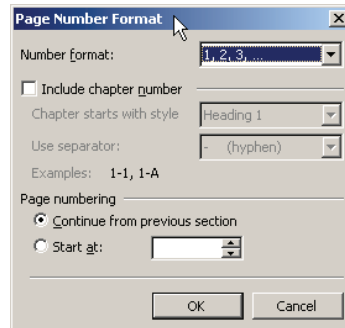 Page Number Format
Number format: 1, 2, 3, ...
Include chapter number
Chapter starts with style Heading 1
Use separator: - (hyphen)
Examples: 1-1, 1-A
Page numbering
Continue from previous section
Start at:
OK Cancel